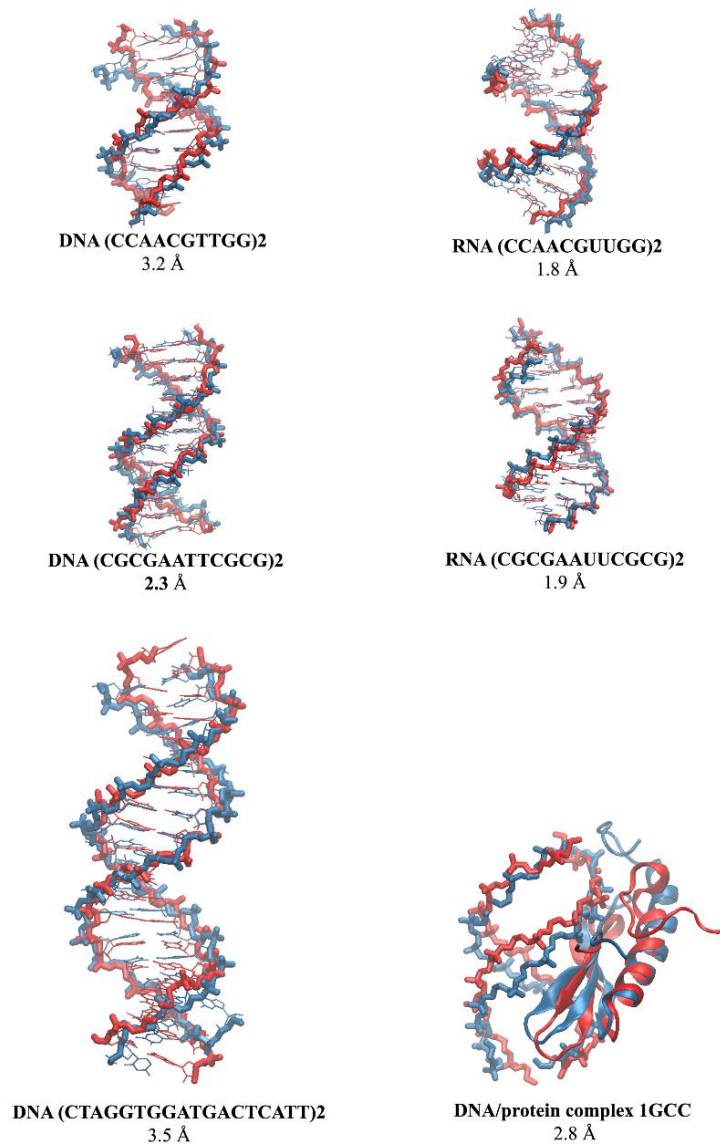 DNA (CCAACGTTGG)2
3.2 Å
RNA (CCAACGUUGG)2
1.8 Å
DNA (CGCGAATTCGCG)2
2.3 Å
RNA (CGCGAAUUCGCG)2
1.9 Å
DNA (CTAGGTGGATGACTCATT)2
3.5 Å
DNA/protein complex 1GCC
2.8 Å